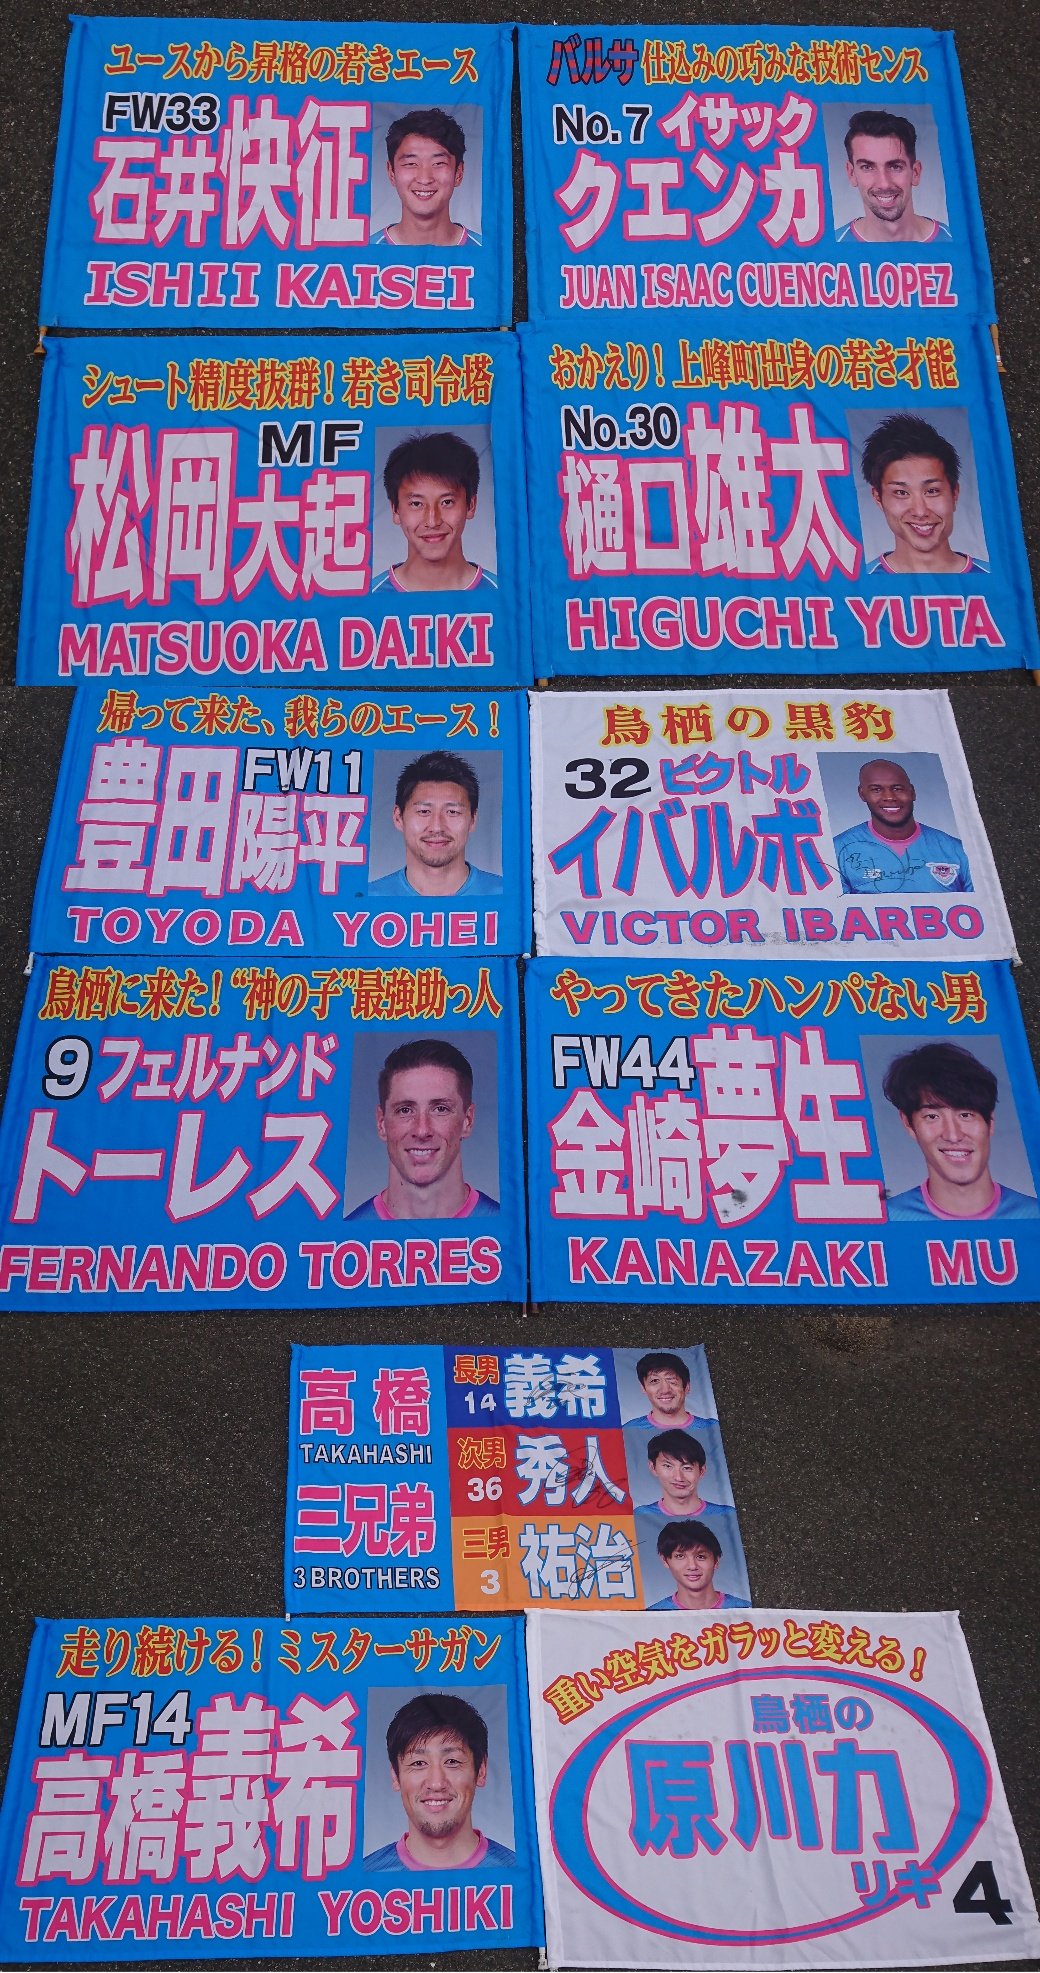 ユースから昇格の若きエース
FW33
石井快征
ISHII KAISEI
バルサ仕込みの巧みな技術センス
No.7 イサック
クエンカ
JUAN ISAAC CUENCA LOPEZ
シュート精度抜群!若き司令塔
MF
松岡大起
MATSUOKA DAIKI
おかえり!上峰町出身の若き才能
No.30
樋口雄太
HIGUCHI YUTA
帰って来た、我らのエース!
FW11
豊田陽平
TOYODA YOHEI
鳥栖の黒豹
32 ビクトル
イバルボ
VICTOR IBARBO
鳥栖に来た!“神の子”最強助っ人
9 フェルナンド
トーレス
FERNANDO TORRES
やってきたハンパない男
FW44
金崎夢生
KANAZAKI MU
高橋
TAKAHASHI
三兄弟
3 BROTHERS
長男
14
義希
次男
36
秀人
三男
3
祐治
走り続ける!ミスターサガン
MF14
高橋義希
TAKAHASHI YOSHIKI
重い空気をガラッと変える!
鳥栖の
原川力
リキ
4